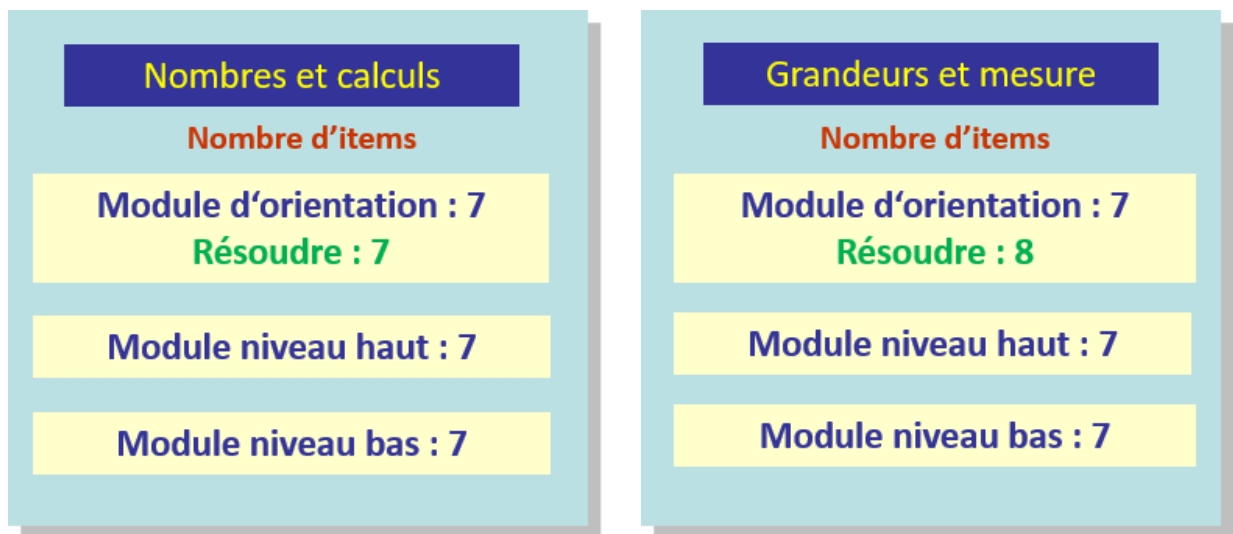 Nombres et calculs
Nombre d’items
Module d‘orientation : 7
Résoudre : 7
Module niveau haut : 7
Module niveau bas : 7
Grandeurs et mesure
Nombre d’items
Module d‘orientation : 7
Résoudre : 8
Module niveau haut : 7
Module niveau bas : 7